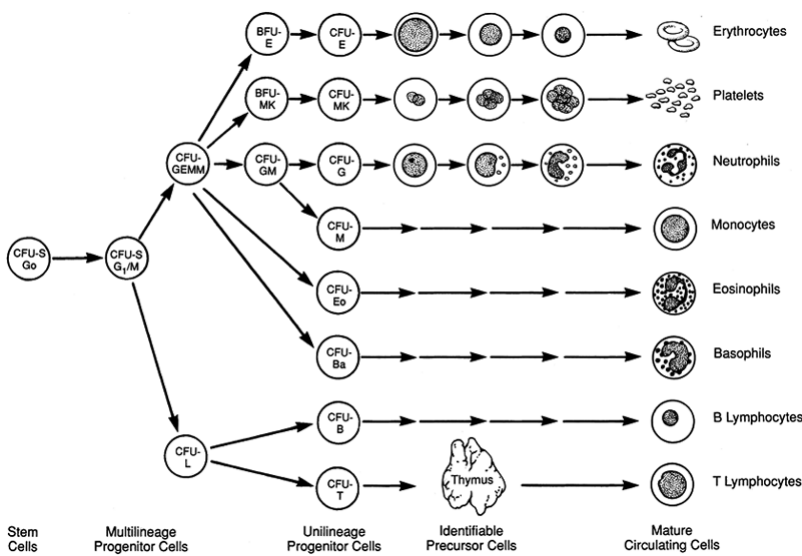 BFU-
E
CFU-
E
Erythrocytes
BFU-
MK
CFU-
MK
Platelets
CFU-
GEMM
CFU-
GM
CFU-
G
Neutrophils
CFU-
M
Monocytes
CFU-S
Go
CFU-S
G₁/M
CFU-
Eo
Eosinophils
CFU-
Ba
Basophils
CFU-
L
CFU-
B
B Lymphocytes
CFU-
T
Thymus
T Lymphocytes
Stem
Cells
Multilineage
Progenitor Cells
Unilineage
Progenitor Cells
Identifiable
Precursor Cells
Mature
Circulating Cells